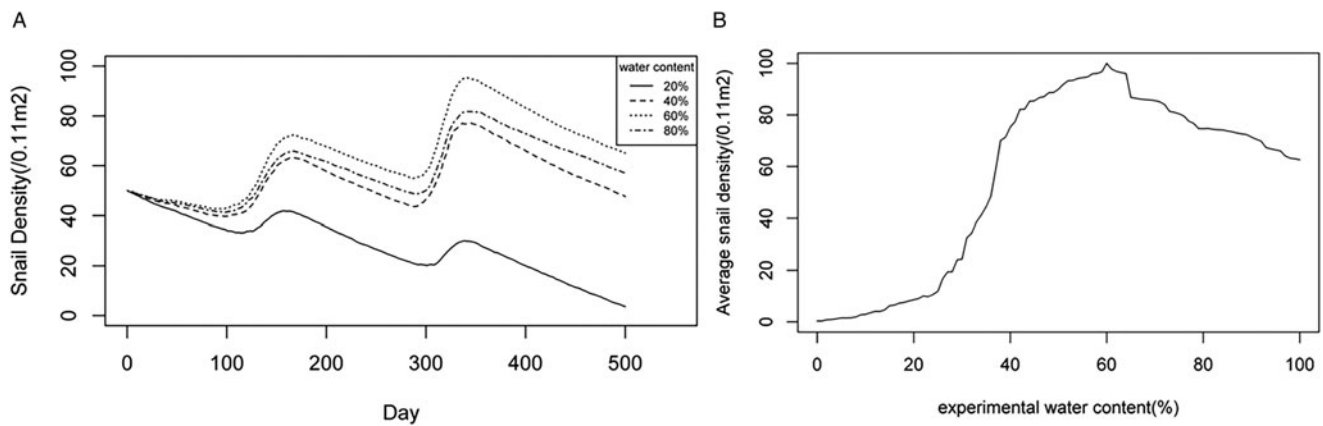 A
Snail Density(/0.11m2)
100
80
60
40
20
0
water content
20%
40%
60%
80%
0 100 200 300 400 500
Day
B
Average snail density(/0.11m2)
100
80
60
40
20
0
0 20 40 60 80 100
experimental water content(%)